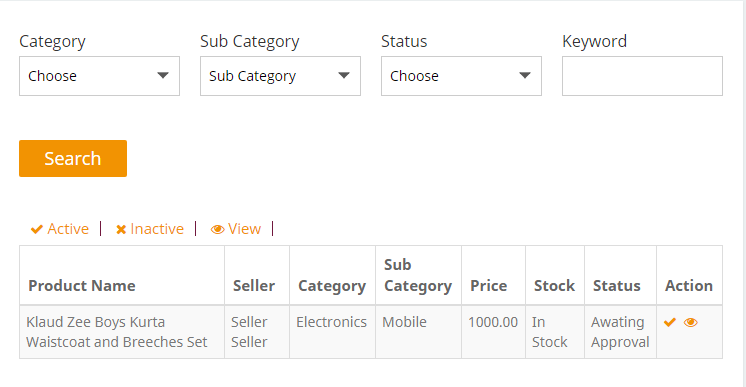 Category Sub Category Status Keyword
Choose Sub Category Choose
Search
Active | Inactive | View |
Product Name Seller Category Sub Category Price Stock Status Action
Klaud Zee Boys Kurta Waistcoat and Breeches Set Seller Seller Electronics Mobile 1000.00 In Stock Awating Approval